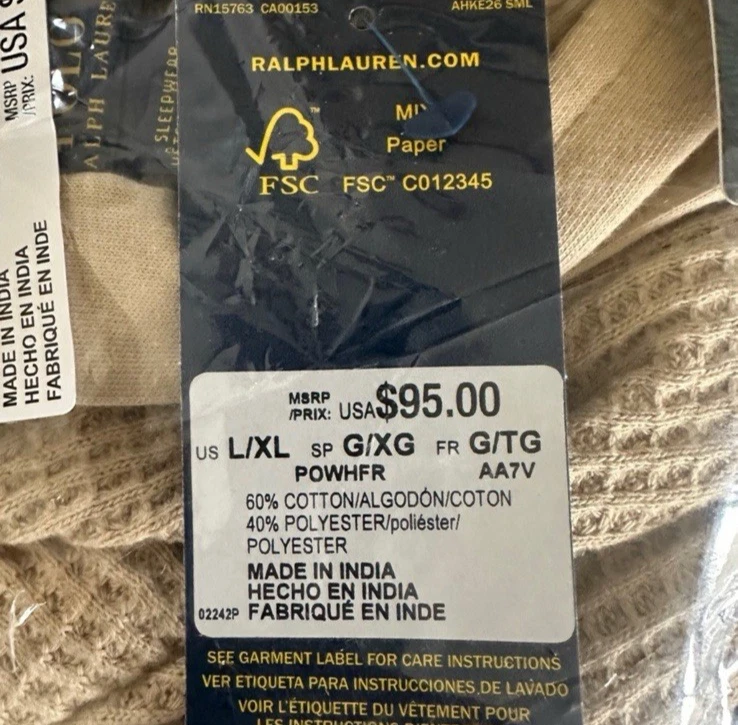 RN15763 CA00153 AHKE26 SML
RALPHLAUREN.COM
Paper
FSC FSC™ C012345
MSRP
/PRIX: USA$95.00
US L/XL SP G/XG FR G/TG
POWHFR AA7V
60% COTTON/ALGODÓN/COTON
40% POLYESTER/poliéster/
POLYESTER
MADE IN INDIA
HECHO EN INDIA
02242P FABRIQUÉ EN INDE
SEE GARMENT LABEL FOR CARE INSTRUCTIONS
VER ETIQUETA PARA INSTRUCCIONES DE LAVADO
VOIR L'ÉTIQUETTE DU VÊTEMENT POUR
MSRP
/PRIX: USA
MADE IN INDIA
HECHO EN INDIA
FABRIQUÉ EN INDE
SLEEPWEAR